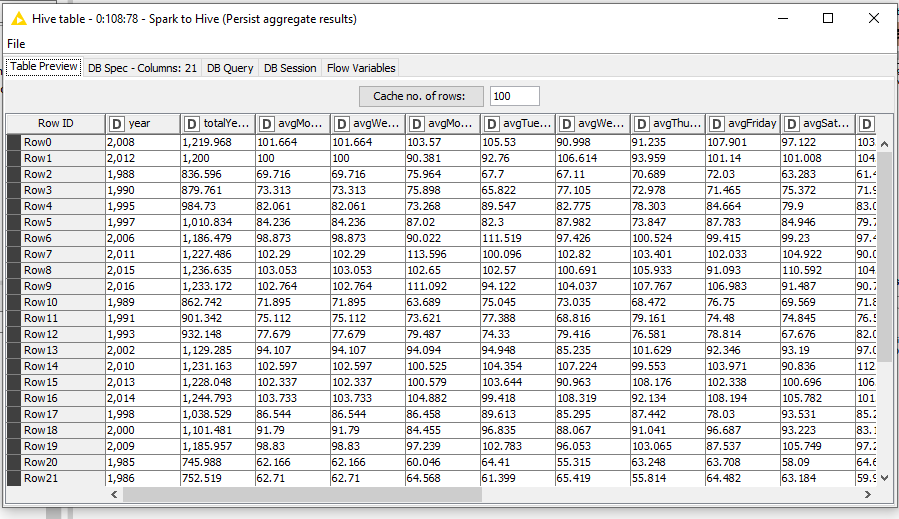 Hive table - 0:108:78 - Spark to Hive (Persist aggregate results)
File
Table Preview DB Spec - Columns: 21 DB Query DB Session Flow Variables
Cache no. of rows: 100
Row ID D year D totalYe... D avgMo... D avgWe... D avgMo... D avgTue... D avgWe... D avgThu... D avgFriday D avgSat... D
Row0 2,008 1,219.968 101.664 101.664 103.57 105.53 90.998 91.235 107.901 97.122 103
Row1 2,012 1,200 100 100 90.381 92.76 106.614 93.959 101.14 101.008 104
Row2 1,988 836.596 69.716 69.716 75.964 67.7 67.11 70.689 72.03 63.283 61.4
Row3 1,990 879.761 73.313 73.313 75.898 65.822 77.105 72.978 71.465 75.372 71.9
Row4 1,995 984.73 82.061 82.061 73.268 89.547 82.775 78.303 84.664 79.9 83.0
Row5 1,997 1,010.834 84.236 84.236 87.02 82.3 87.982 73.847 87.783 84.946 79.7
Row6 2,006 1,186.479 98.873 98.873 90.022 111.519 97.426 100.524 99.415 99.23 97.4
Row7 2,011 1,227.486 102.29 102.29 113.596 100.096 102.82 103.401 102.033 104.922 90.0
Row8 2,015 1,236.635 103.053 103.053 102.65 102.57 100.691 105.933 91.093 110.592 104
Row9 2,016 1,233.172 102.764 102.764 111.092 94.122 104.037 107.767 106.983 91.487 90.7
Row10 1,989 862.742 71.895 71.895 63.689 75.045 73.035 68.472 76.75 69.569 71.8
Row11 1,991 901.342 75.112 75.112 73.621 77.388 68.816 79.161 74.48 74.845 76.5
Row12 1,993 932.148 77.679 77.679 79.487 74.33 79.416 76.581 78.814 67.676 82.0
Row13 2,002 1,129.285 94.107 94.107 94.094 94.948 85.235 101.629 92.346 93.19 97.0
Row14 2,010 1,231.163 102.597 102.597 100.525 104.354 107.224 99.553 103.971 90.836 112
Row15 2,013 1,228.048 102.337 102.337 100.579 103.644 90.963 108.176 102.338 100.696 106
Row16 2,014 1,244.793 103.733 103.733 104.882 99.418 108.319 92.134 108.194 105.782 101
Row17 1,998 1,038.529 86.544 86.544 86.458 89.613 85.295 87.442 78.03 93.531 85.2
Row18 2,000 1,101.481 91.79 91.79 84.455 96.835 88.067 91.041 96.687 93.223 83.1
Row19 2,009 1,185.957 98.83 98.83 97.239 102.783 96.053 103.065 87.537 105.749 97.2
Row20 1,985 745.988 62.166 62.166 60.046 64.41 55.315 63.248 63.708 58.09 64.6
Row21 1,986 752.519 62.71 62.71 64.568 61.399 65.419 55.814 64.482 63.184 59.9